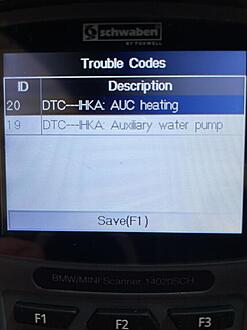 schwaben
BY FOXWELL
Trouble Codes
ID Description
20 DTC---IHKA: AUC heating
19 DTC---IHKA: Auxiliary water pump
Save(F1)
BMW/MINI Scanner 14020SCH
F1 F2 F3